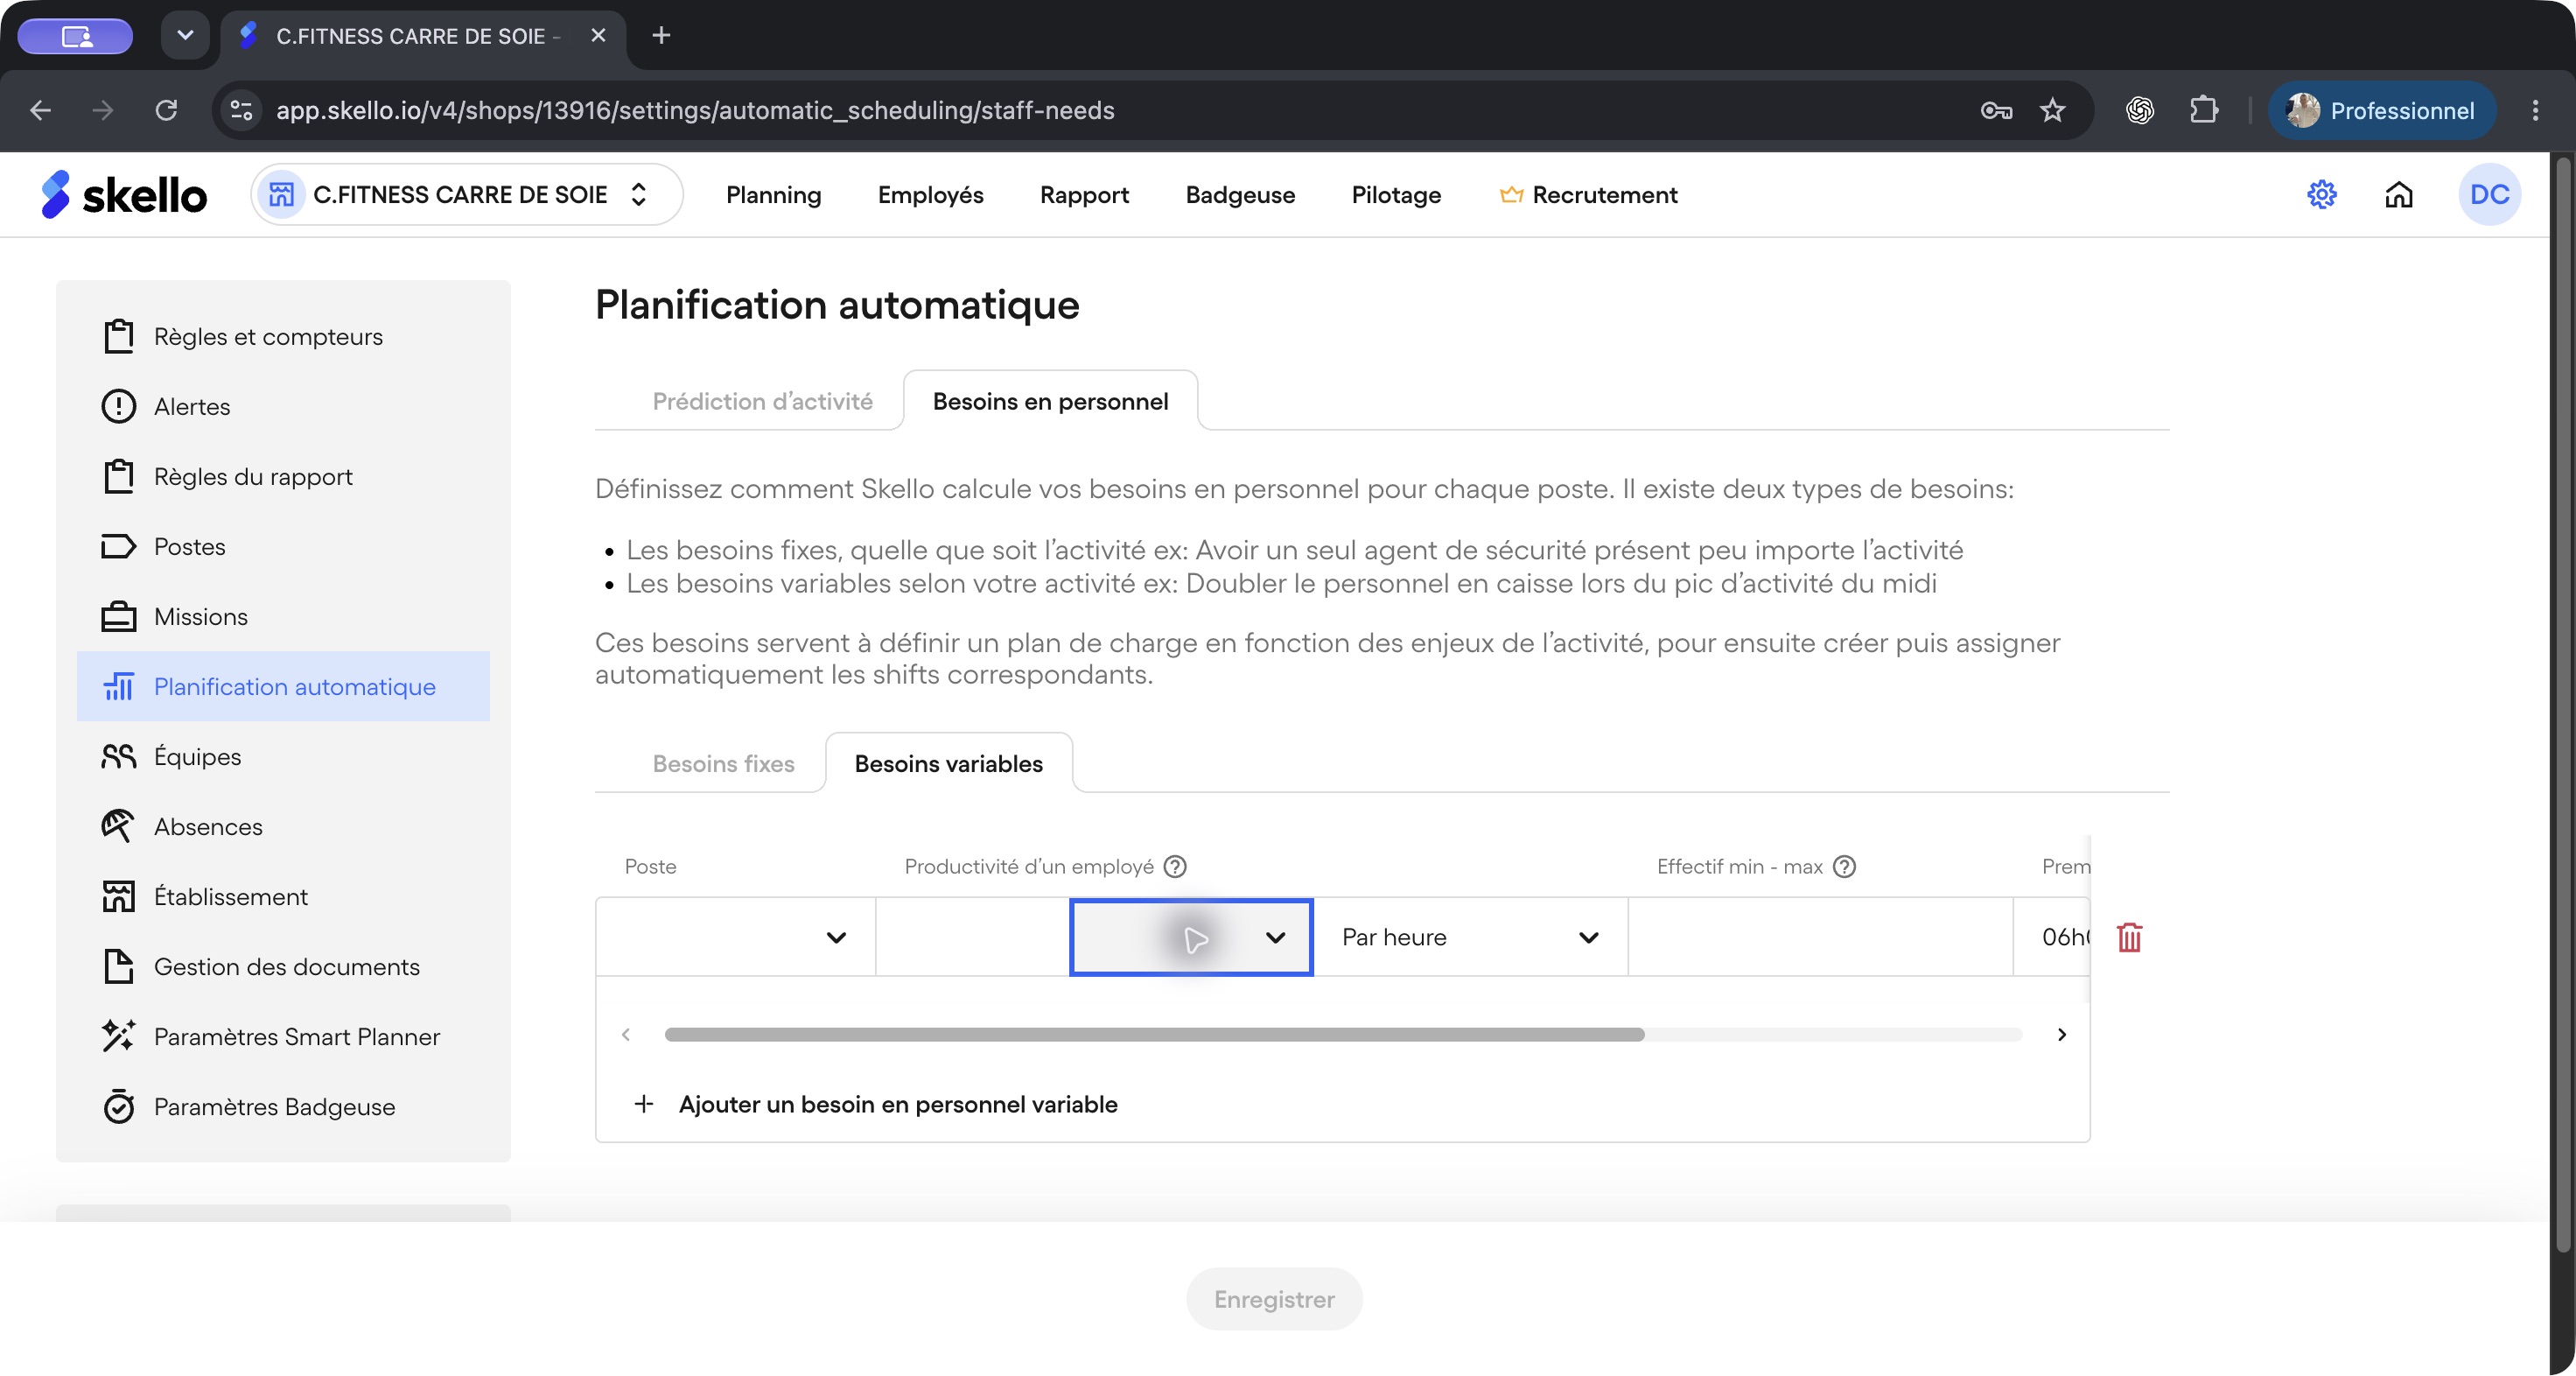 C.FITNESS CARRE DE SOIE -
app.skello.io/v4/shops/13916/settings/automatic_scheduling/staff-needs
Professionnel
skello
C.FITNESS CARRE DE SOIE
Planning
Employés
Rapport
Badgeuse
Pilotage
Recrutement
DC
Règles et compteurs
Alertes
Règles du rapport
Postes
Missions
Planification automatique
Équipes
Absences
Établissement
Gestion des documents
Paramètres Smart Planner
Paramètres Badgeuse
Planification automatique
Prédiction d’activité
Besoins en personnel
Définissez comment Skello calcule vos besoins en personnel pour chaque poste. Il existe deux types de besoins:
• Les besoins fixes, quelle que soit l’activité ex: Avoir un seul agent de sécurité présent peu importe l’activité
• Les besoins variables selon votre activité ex: Doubler le personnel en caisse lors du pic d’activité du midi
Ces besoins servent à définir un plan de charge en fonction des enjeux de l’activité, pour ensuite créer puis assigner
automatiquement les shifts correspondants.
Besoins fixes
Besoins variables
Poste
Productivité d’un employé
Effectif min - max
Prem
Par heure
06h
+ Ajouter un besoin en personnel variable
Enregistrer